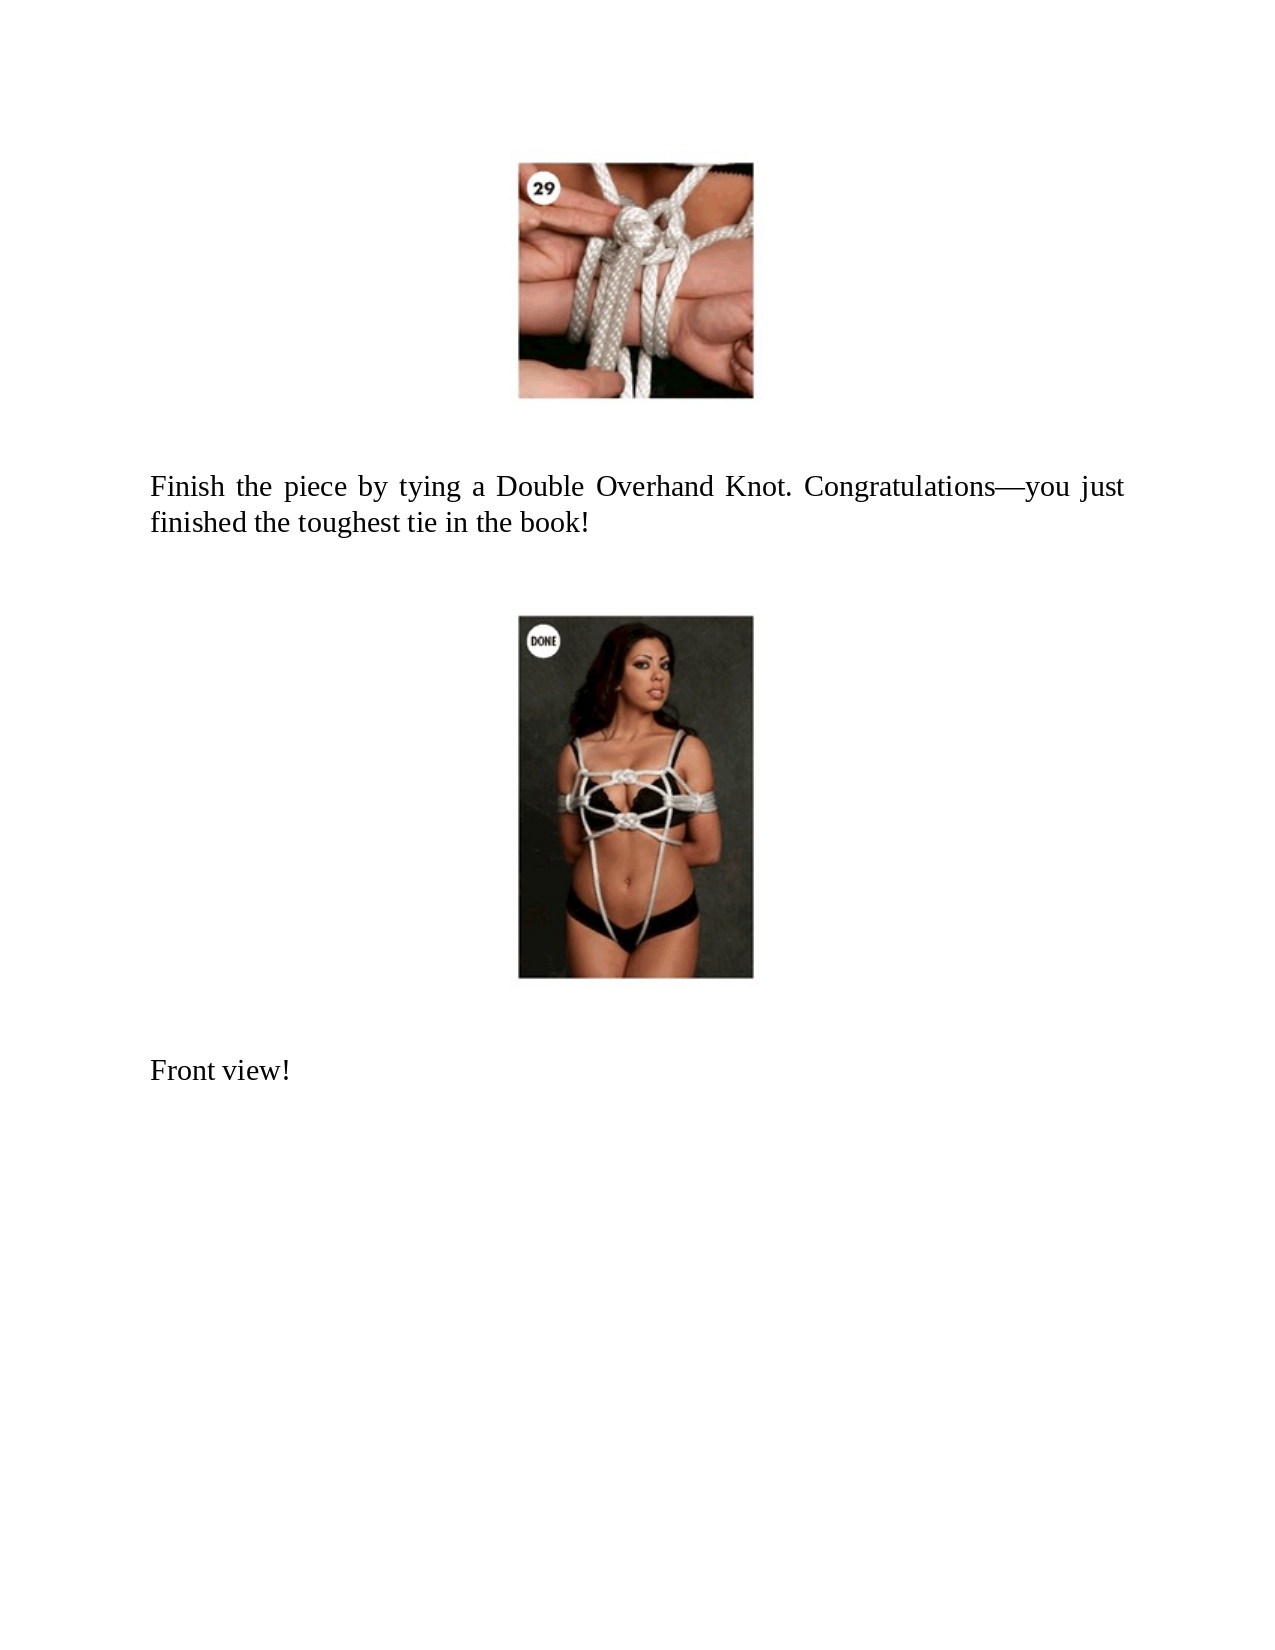 29
Finish the piece by tying a Double Overhand Knot. Congratulations—you just
finished the toughest tie in the book!
DONE
Front view!